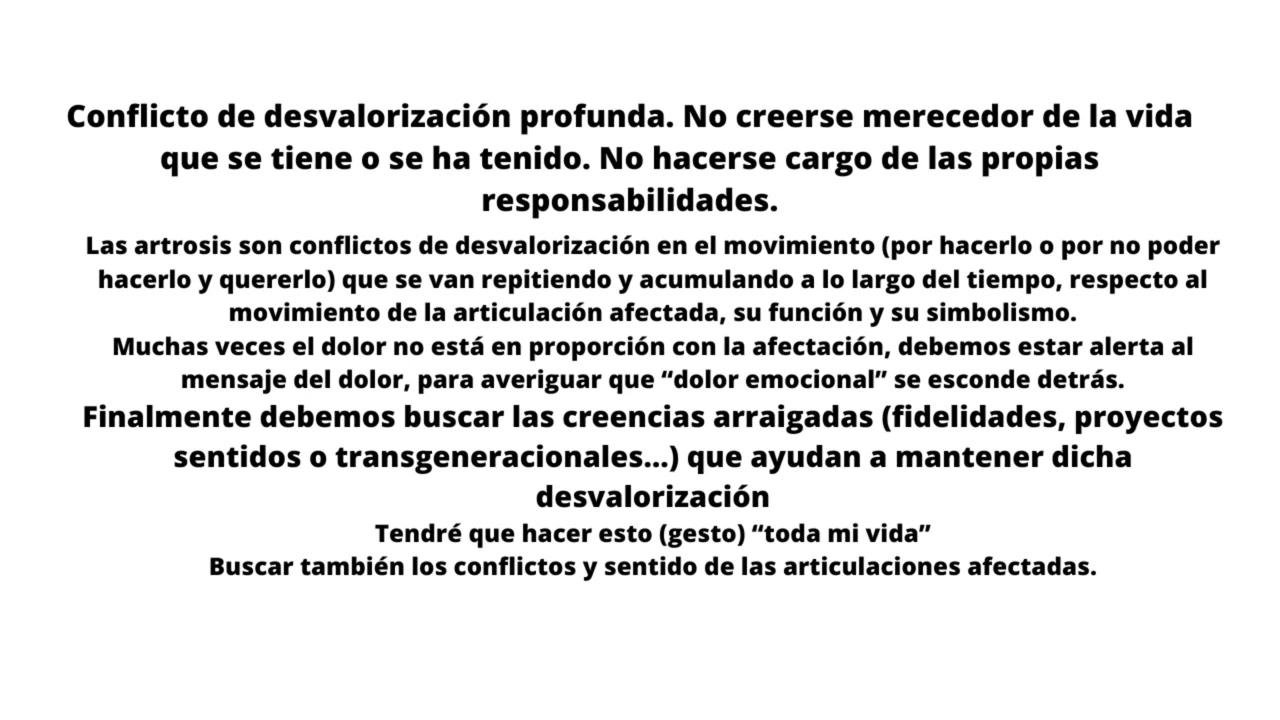 Conflicto de desvalorización profunda. No creerse merecedor de la vida
que se tiene o se ha tenido. No hacerse cargo de las propias
responsabilidades.
Las artrosis son conflictos de desvalorización en el movimiento (por hacerlo o por no poder
hacerlo y quererlo) que se van repitiendo y acumulando a lo largo del tiempo, respecto al
movimiento de la articulación afectada, su función y su simbolismo.
Muchas veces el dolor no está en proporción con la afectación, debemos estar alerta al
mensaje del dolor, para averiguar que “dolor emocional” se esconde detrás.
Finalmente debemos buscar las creencias arraigadas (fidelidades, proyectos
sentidos o transgeneracionales...) que ayudan a mantener dicha
desvalorización
Tendré que hacer esto (gesto) “toda mi vida”
Buscar también los conflictos y sentido de las articulaciones afectadas.